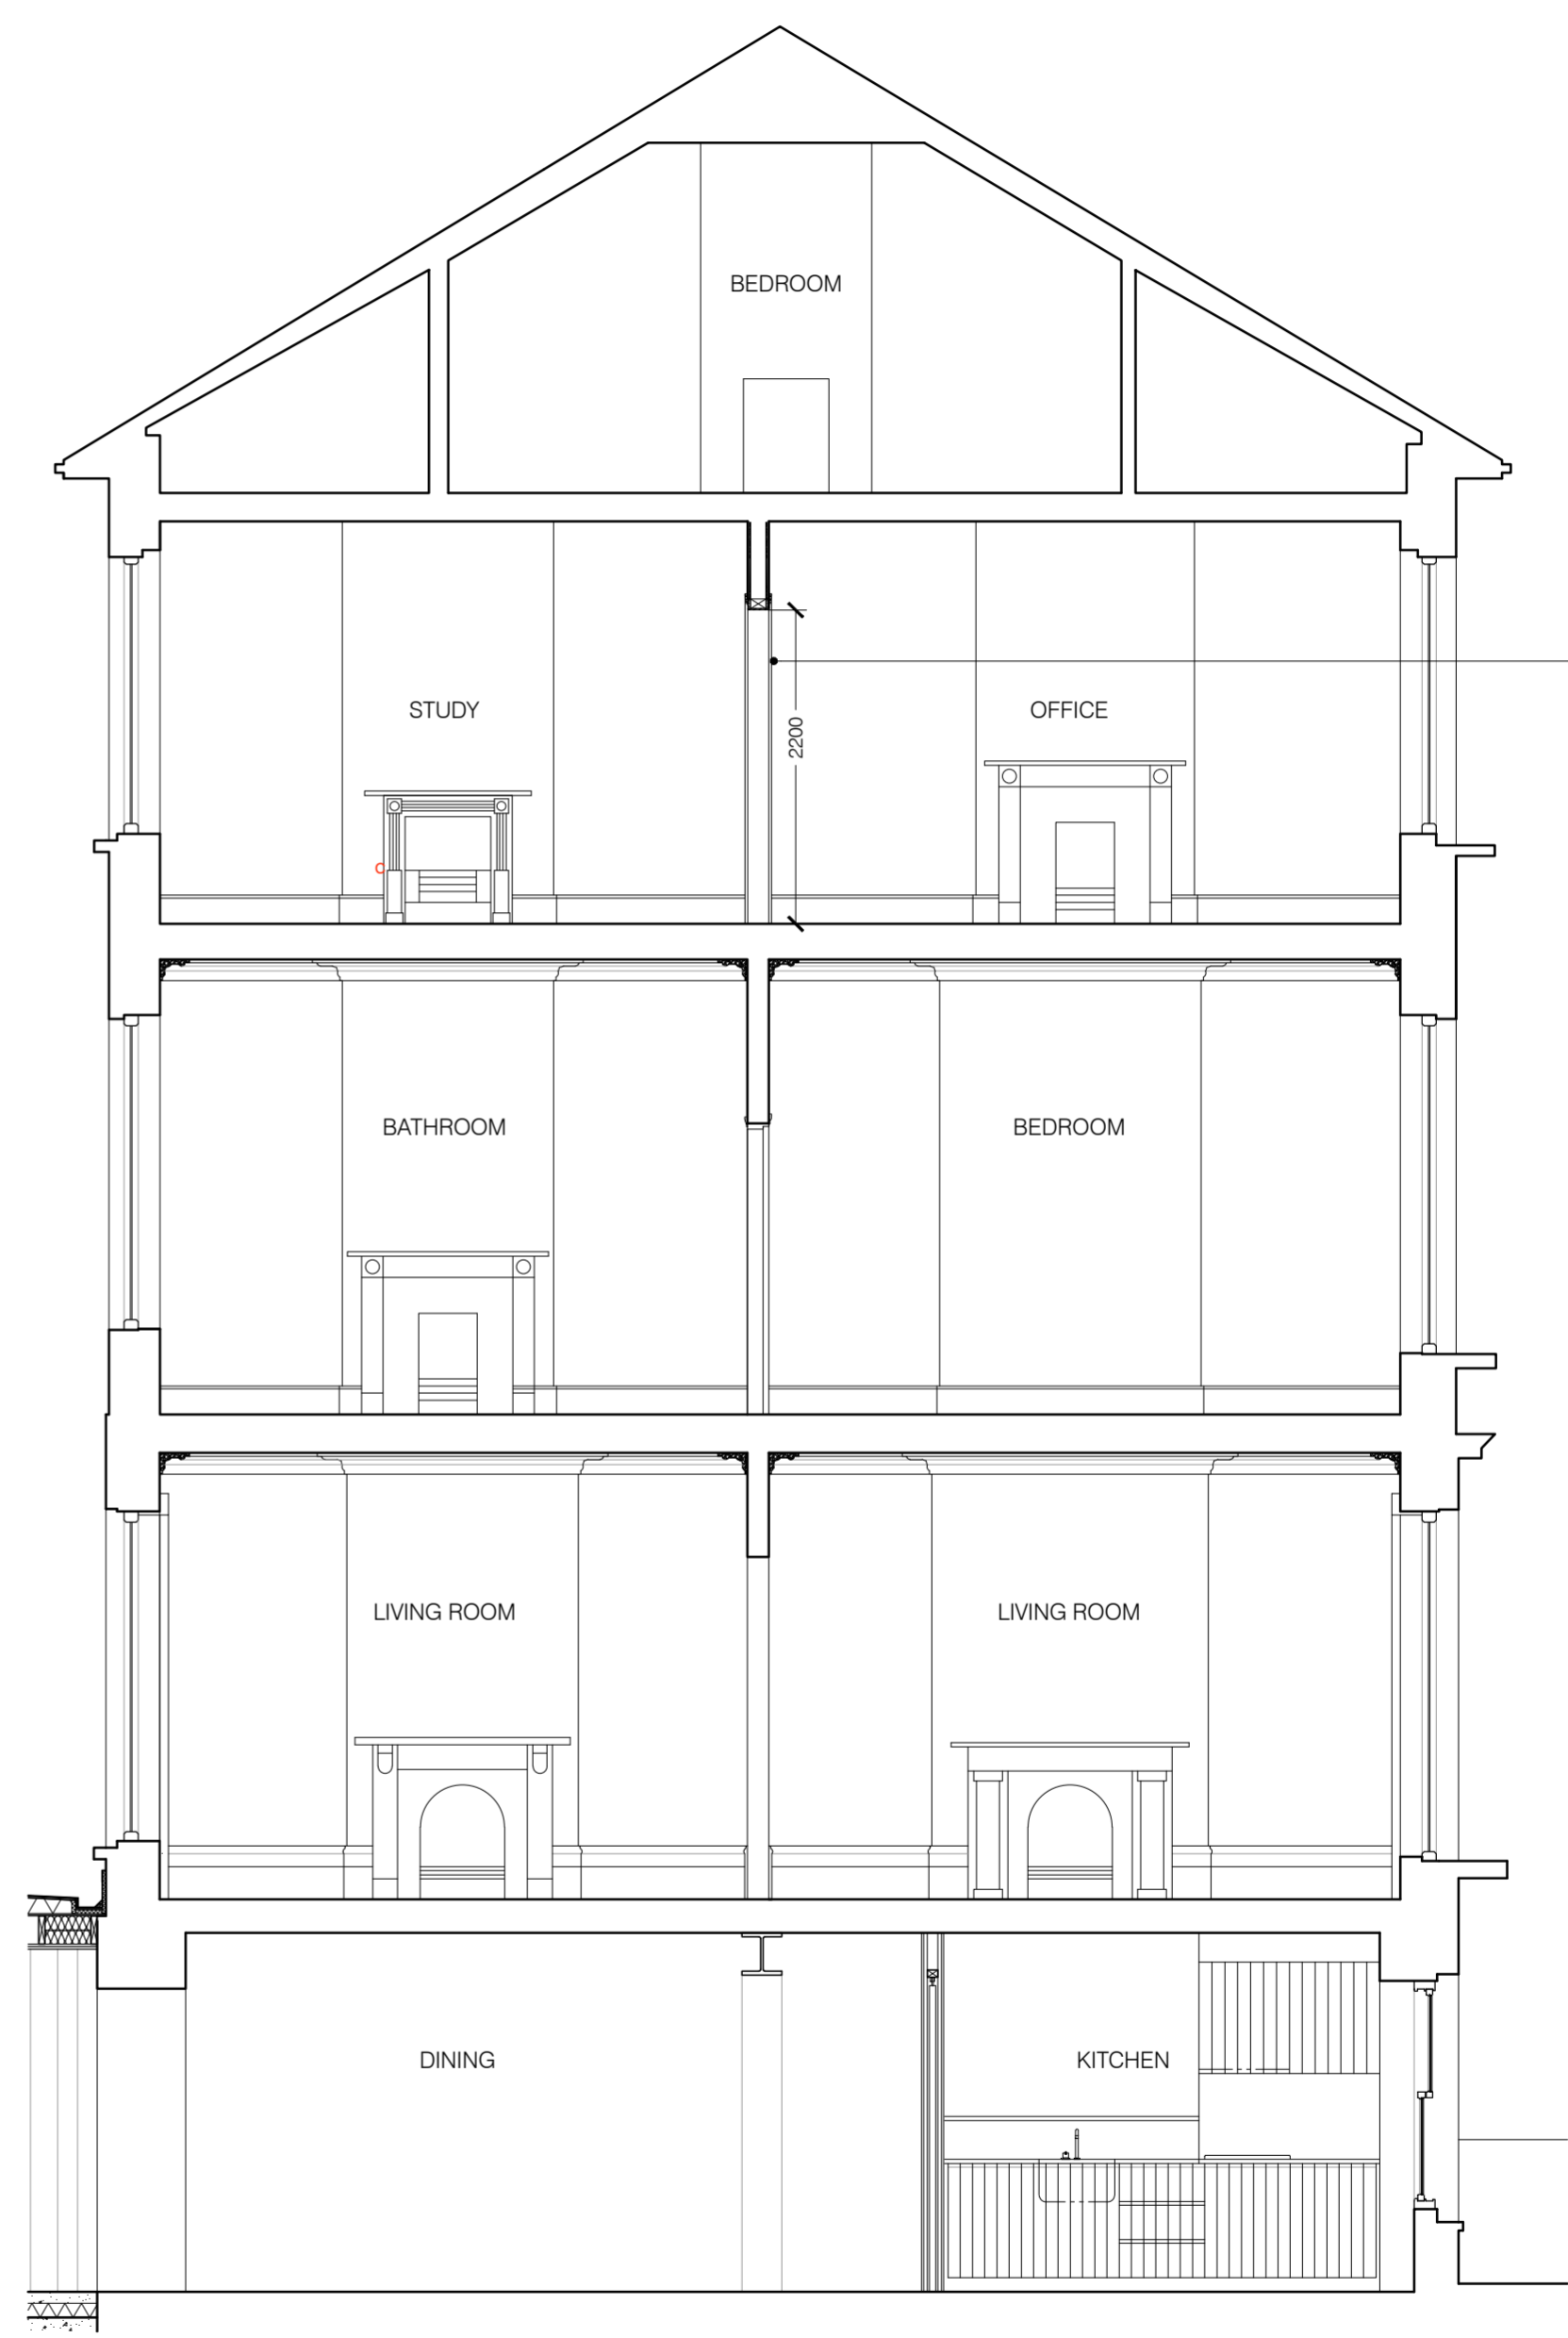 BEDROOM
STUDY
OFFICE
2200
C
BATHROOM
BEDROOM
LIVING ROOM
LIVING ROOM
DINING
KITCHEN